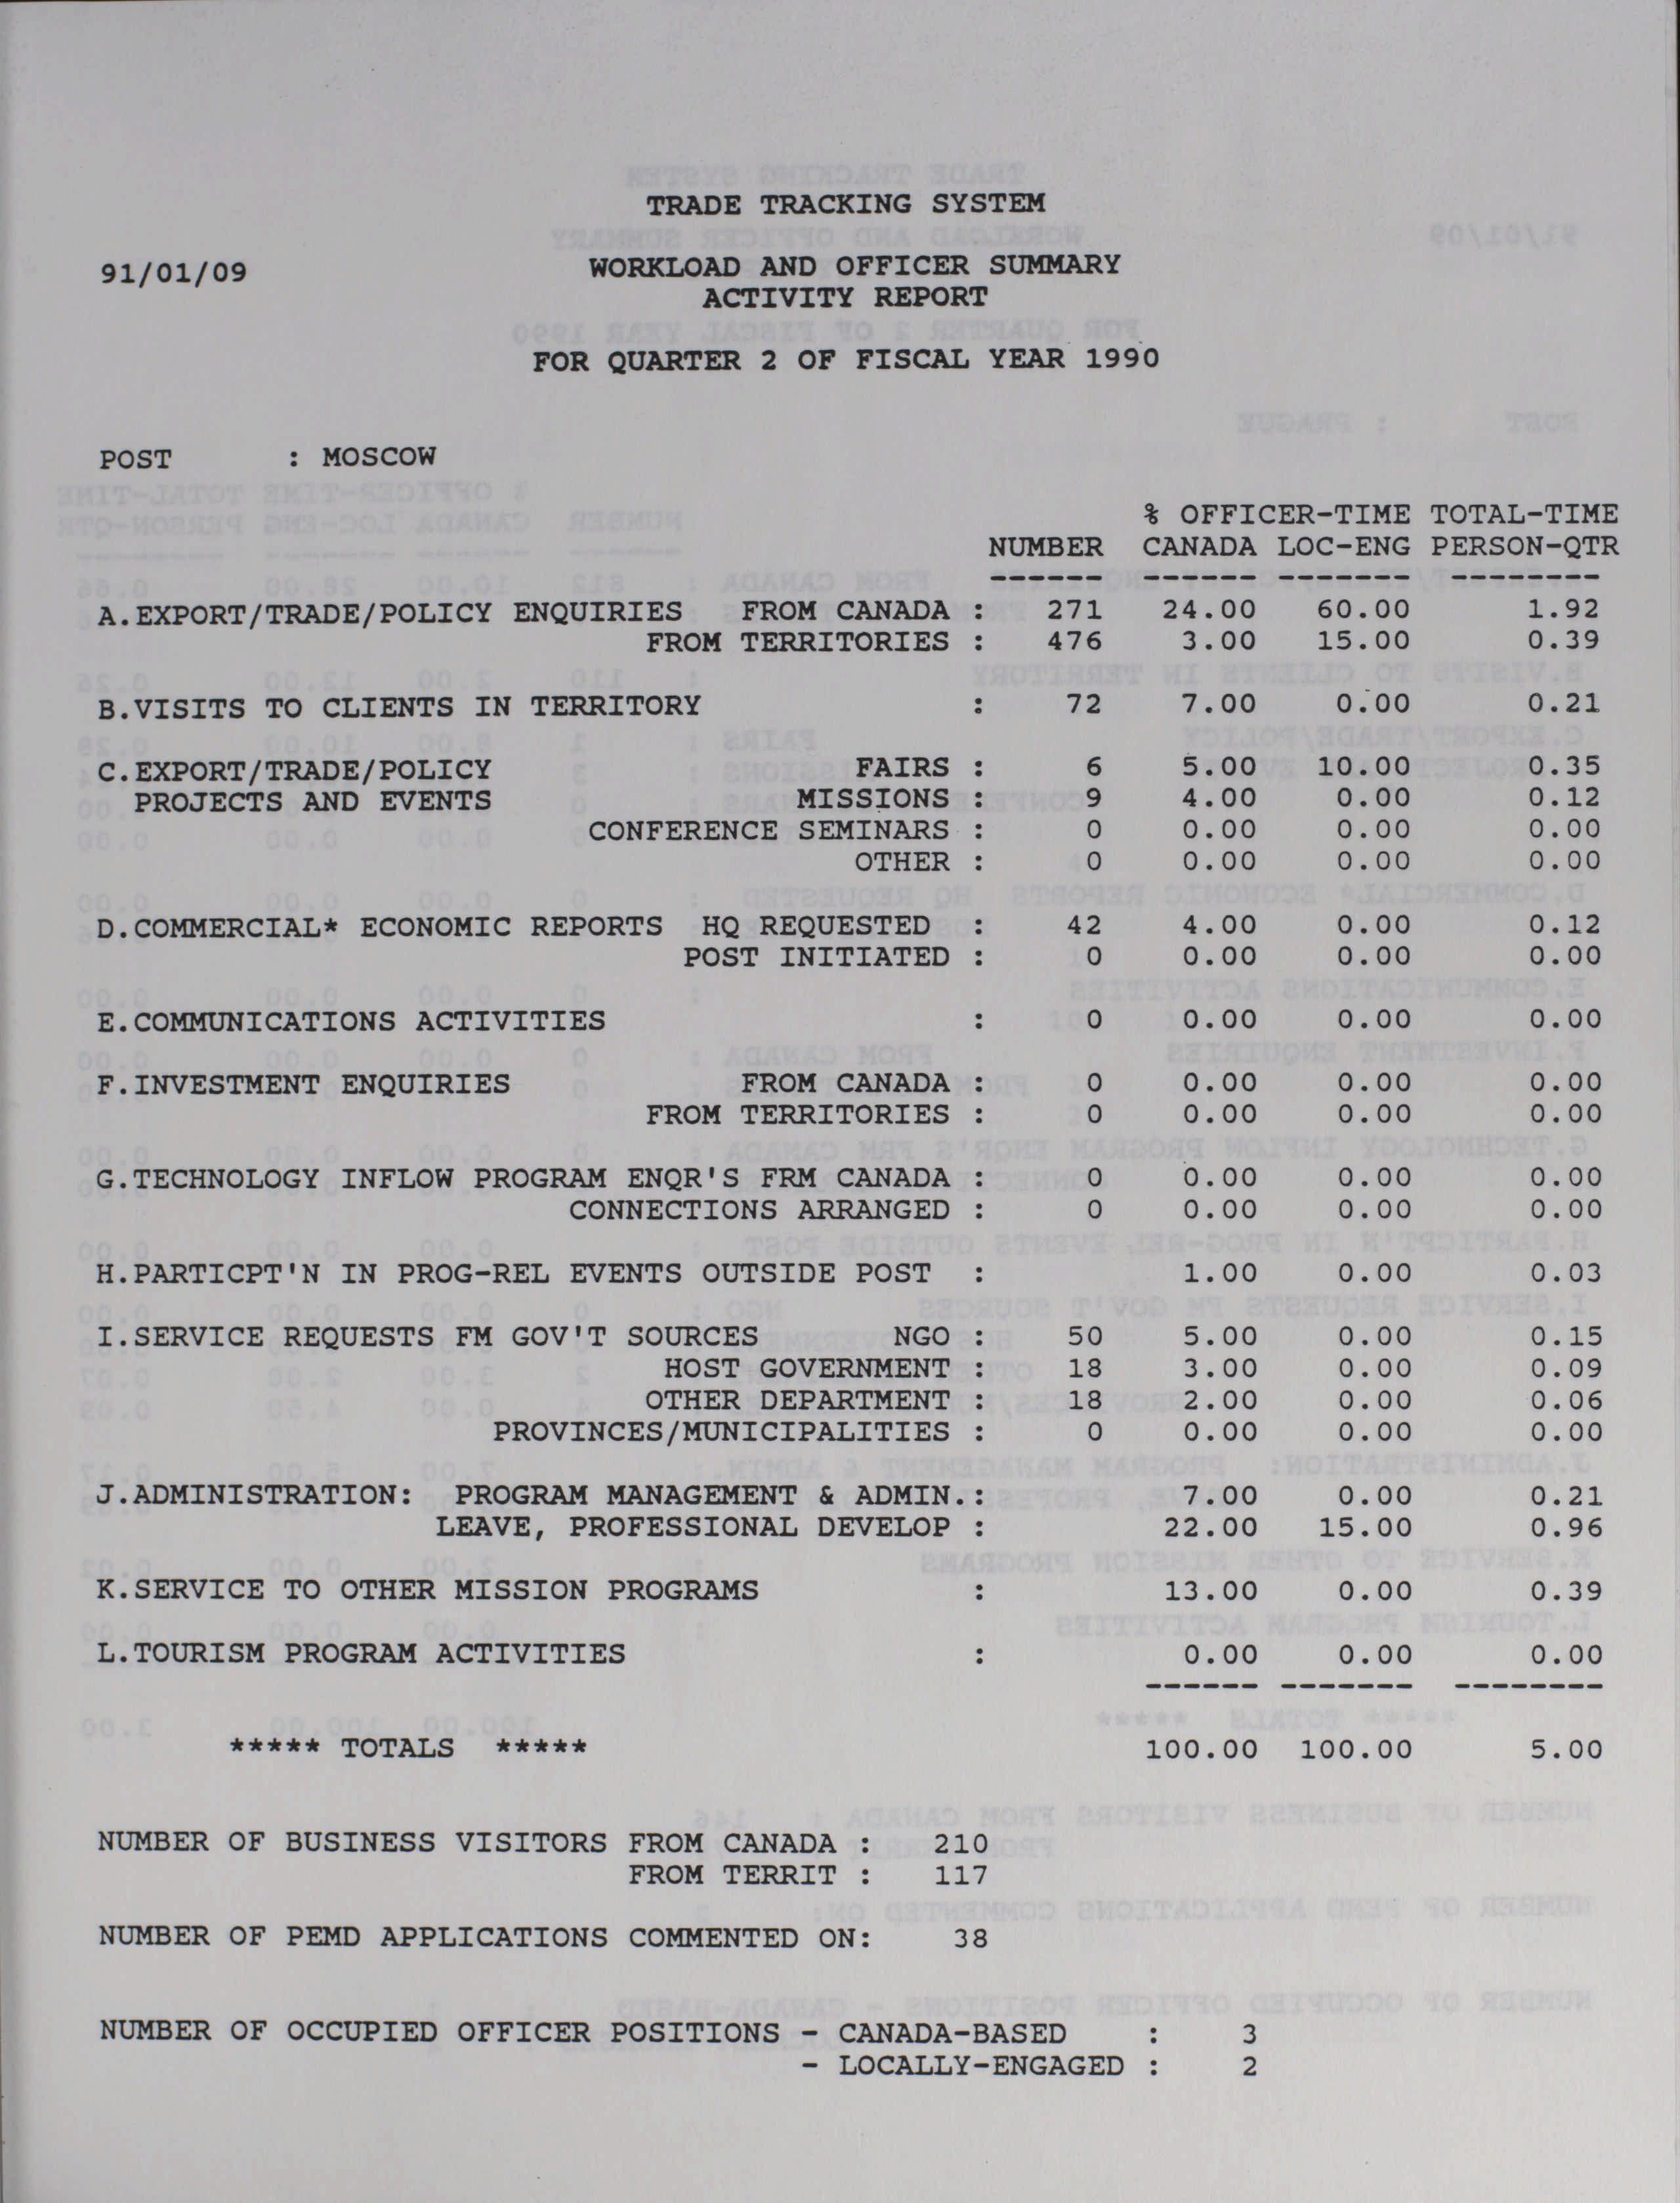 TRADE TRACKING SYSTEM
91/01/09 WORKLOAD AND OFFICER SUMMARY
ACTIVITY REPORT
FOR QUARTER 2 OF FISCAL YEAR 1990
POST : MOSCOW
% OFFICER-TIME TOTAL-TIME
NUMBER CANADA LOC-ENG PERSON-QTR
------ ------ ------- --------
A.EXPORT/TRADE/POLICY ENQUIRIES FROM CANADA : 271 24.00 60.00 1.92
FROM TERRITORIES : 476 3.00 15.00 0.39
B.VISITS TO CLIENTS IN TERRITORY : 72 7.00 0.00 0.21
C.EXPORT/TRADE/POLICY FAIRS : 6 5.00 10.00 0.35
PROJECTS AND EVENTS MISSIONS : 9 4.00 0.00 0.12
CONFERENCE SEMINARS : 0 0.00 0.00 0.00
OTHER : 0 0.00 0.00 0.00
D.COMMERCIAL* ECONOMIC REPORTS HQ REQUESTED : 42 4.00 0.00 0.12
POST INITIATED : 0 0.00 0.00 0.00
E.COMMUNICATIONS ACTIVITIES : 0 0.00 0.00 0.00
F.INVESTMENT ENQUIRIES FROM CANADA : 0 0.00 0.00 0.00
FROM TERRITORIES : 0 0.00 0.00 0.00
G.TECHNOLOGY INFLOW PROGRAM ENQR'S FRM CANADA : 0 0.00 0.00 0.00
CONNECTIONS ARRANGED : 0 0.00 0.00 0.00
H.PARTICPT'N IN PROG-REL EVENTS OUTSIDE POST : 1.00 0.00 0.03
I.SERVICE REQUESTS FM GOV'T SOURCES NGO : 50 5.00 0.00 0.15
HOST GOVERNMENT : 18 3.00 0.00 0.09
OTHER DEPARTMENT : 18 2.00 0.00 0.06
PROVINCES/MUNICIPALITIES : 0 0.00 0.00 0.00
J.ADMINISTRATION: PROGRAM MANAGEMENT & ADMIN.: 7.00 0.00 0.21
LEAVE, PROFESSIONAL DEVELOP : 22.00 15.00 0.96
K.SERVICE TO OTHER MISSION PROGRAMS : 13.00 0.00 0.39
L.TOURISM PROGRAM ACTIVITIES : 0.00 0.00 0.00
------ ------- --------
***** TOTALS ***** 100.00 100.00 5.00
NUMBER OF BUSINESS VISITORS FROM CANADA : 210
FROM TERRIT : 117
NUMBER OF PEMD APPLICATIONS COMMENTED ON: 38
NUMBER OF OCCUPIED OFFICER POSITIONS - CANADA-BASED : 3
- LOCALLY-ENGAGED : 2